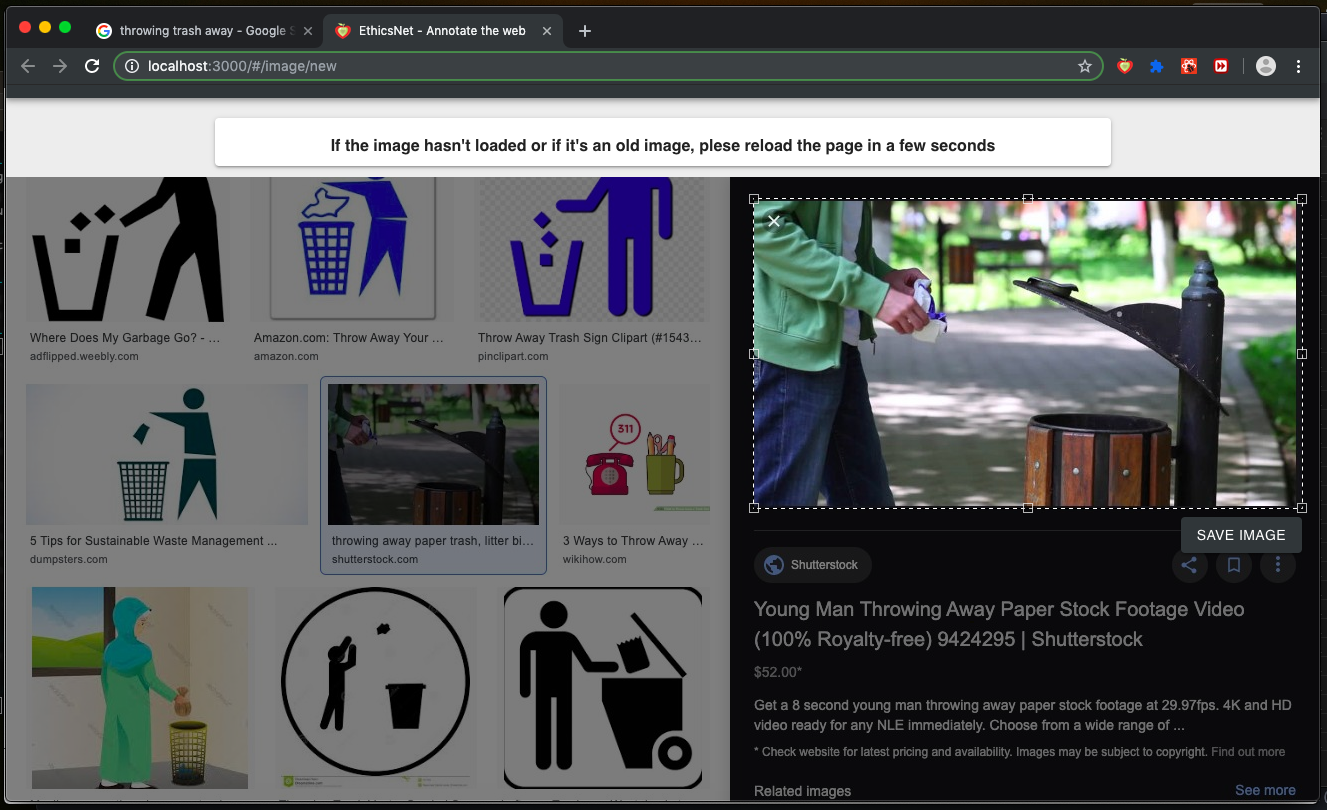 throwing trash away - Google S
EthicsNet - Annotate the web
localhost:3000/#/image/new
If the image hasn't loaded or if it's an old image, plese reload the page in a few seconds
Where Does My Garbage Go? - ...
adflipped.weebly.com
Amazon.com: Throw Away Your ...
amazon.com
Throw Away Trash Sign Clipart (#1543...
pinclipart.com
311
5 Tips for Sustainable Waste Management ...
dumpsters.com
throwing away paper trash, litter bi...
shutterstock.com
3 Ways to Throw Away ...
wikihow.com
SAVE IMAGE
Shutterstock
Young Man Throwing Away Paper Stock Footage Video
(100% Royalty-free) 9424295 | Shutterstock
$52.00*
Get a 8 second young man throwing away paper stock footage at 29.97fps. 4K and HD
video ready for any NLE immediately. Choose from a wide range of ...
* Check website for latest pricing and availability. Images may be subject to copyright. Find out more
Related images
See more